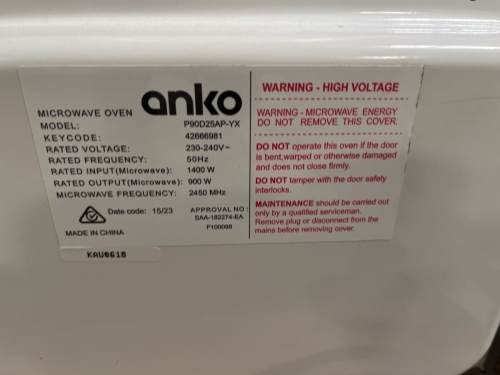 anko
MICROWAVE OVEN
MODEL: P90D25AP-YX
KEYCODE: 42666981
RATED VOLTAGE: 230-240V~
RATED FREQUENCY: 50Hz
RATED INPUT(Microwave): 1400 W
RATED OUTPUT(Microwave): 900 W
MICROWAVE FREQUENCY: 2450 MHz
Date code: 15/23
APPROVAL NO :
SAA-182274-EA
F100098
MADE IN CHINA
KAU0618
WARNING - HIGH VOLTAGE
WARNING - MICROWAVE ENERGY
DO NOT REMOVE THIS COVER.
DO NOT operate this oven if the door
is bent,warped or otherwise damaged
and does not close firmly.
DO NOT tamper with the door safety
interlocks.
MAINTENANCE should be carried out
only by a qualified serviceman.
Remove plug or disconnect from the
mains before removing cover.